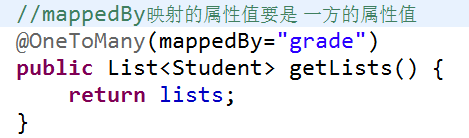 //mappedBy映射的属性值要是 一方的属性值
@OneToMany(mappedBy="grade")
public List<Student> getLists() {
    return lists;
}